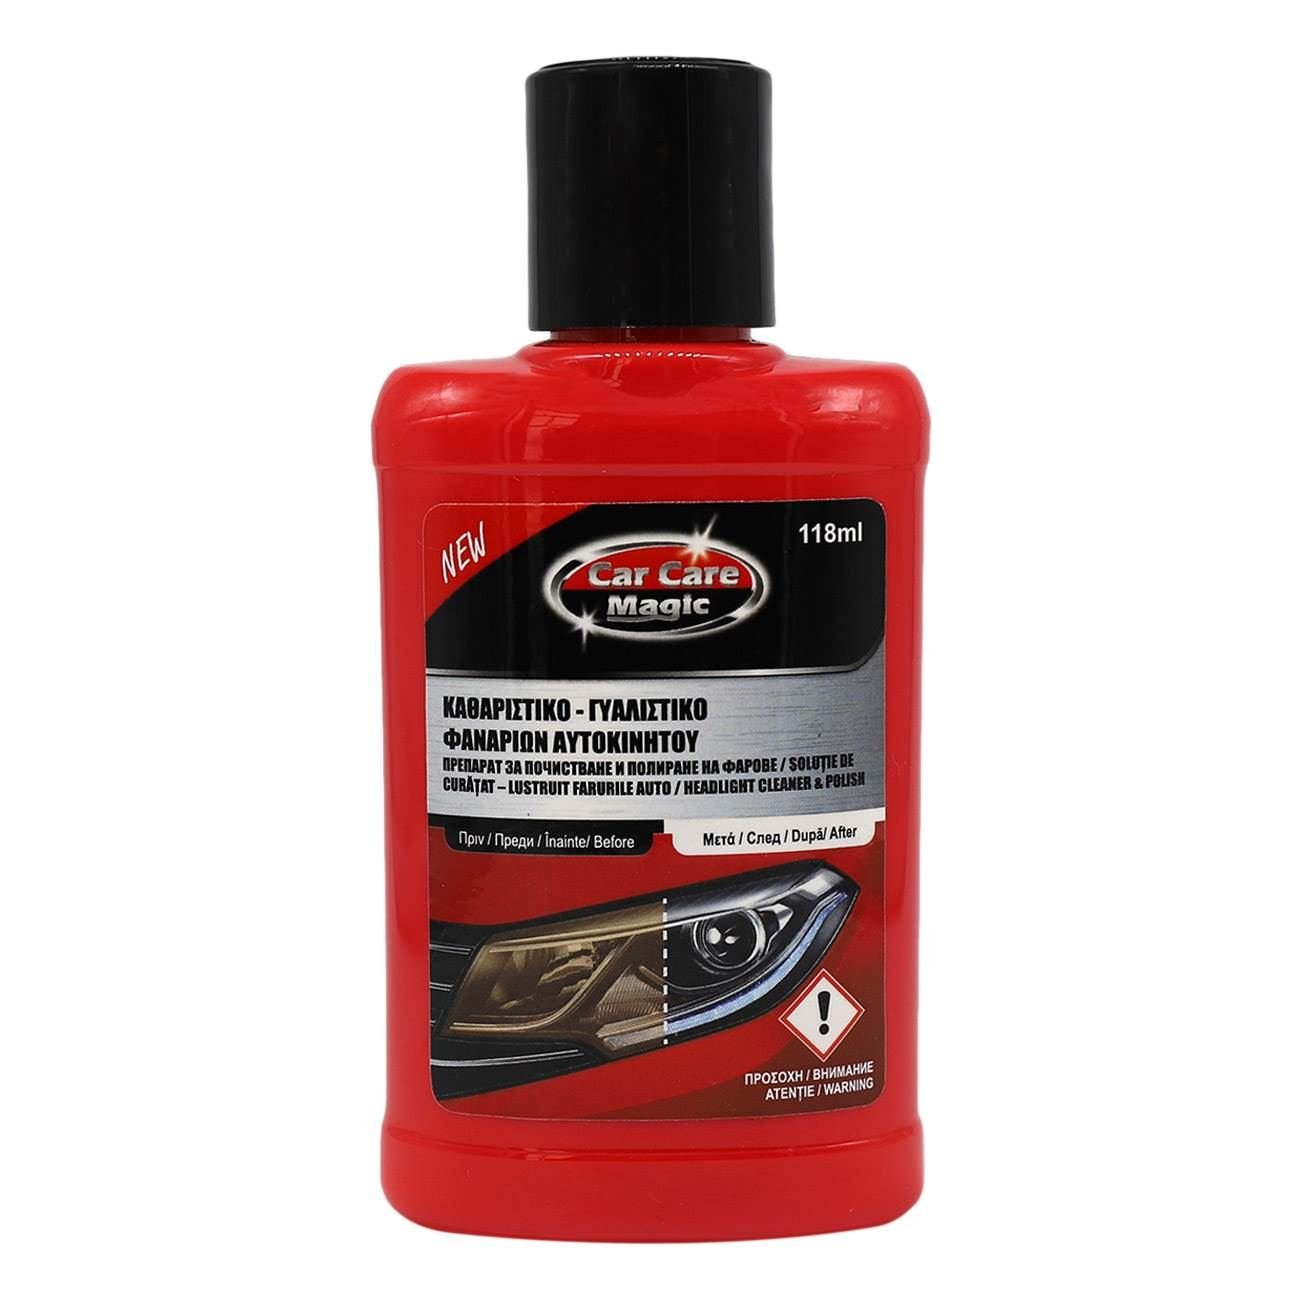 NEW
118ml
Car Care
Magic
ΚΑΘΑΡΙΣΤΙΚΟ - ΓΥΑΛΙΣΤΙΚΟ
ΦΑΝΑΡΙΩΝ ΑΥΤΟΚΙΝΗΤΟΥ
ПРЕПАРАТ ЗА ПОЧИСТВАНЕ И ПОЛИРАНЕ НА ФАРОВЕ / SOLUȚIE DE
CURĂȚAT – LUSTRUIT FARURILE AUTO / HEADLIGHT CLEANER & POLISH
Πριν / Преди / Înainte/ Before
Μετά / След / După/ After
ΠΡΟΣΟΧΗ / ВНИМАНИЕ
ATENȚIE / WARNING